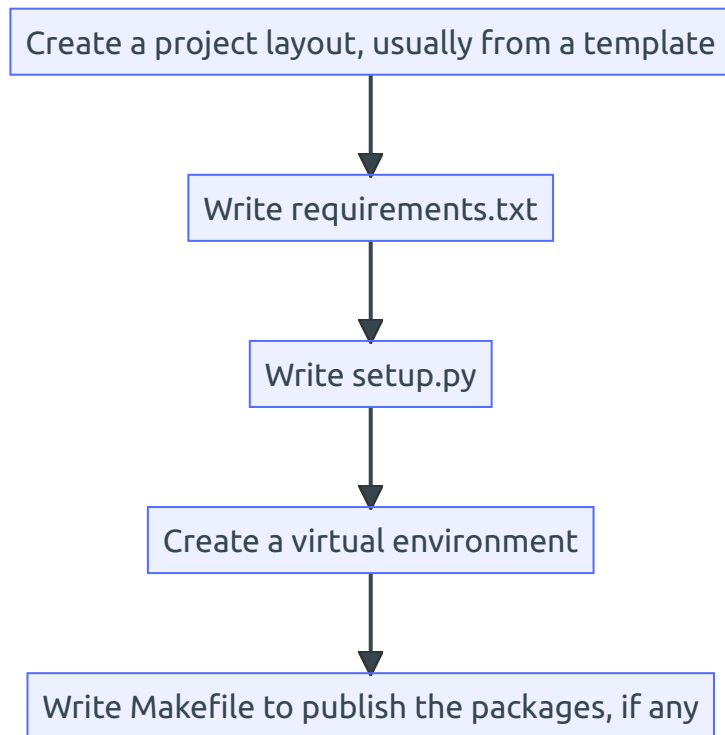 Create a project layout, usually from a template
Write requirements.txt
Write setup.py
Create a virtual environment
Write Makefile to publish the packages, if any